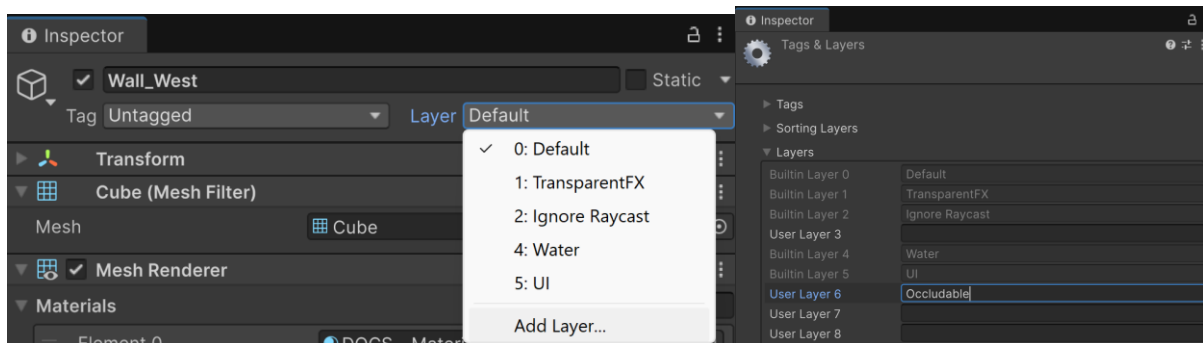 Inspector
Wall_West
Static
Tag Untagged
Layer Default
0: Default
1: TransparentFX
2: Ignore Raycast
4: Water
5: UI
Add Layer...
Transform
Cube (Mesh Filter)
Mesh
Cube
Mesh Renderer
Materials
Element 0
Inspector
Tags & Layers
Tags
Sorting Layers
Layers
Builtin Layer 0 Default
Builtin Layer 1 TransparentFX
Builtin Layer 2 Ignore Raycast
User Layer 3
Builtin Layer 4 Water
Builtin Layer 5 UI
User Layer 6 Occludable
User Layer 7
User Layer 8